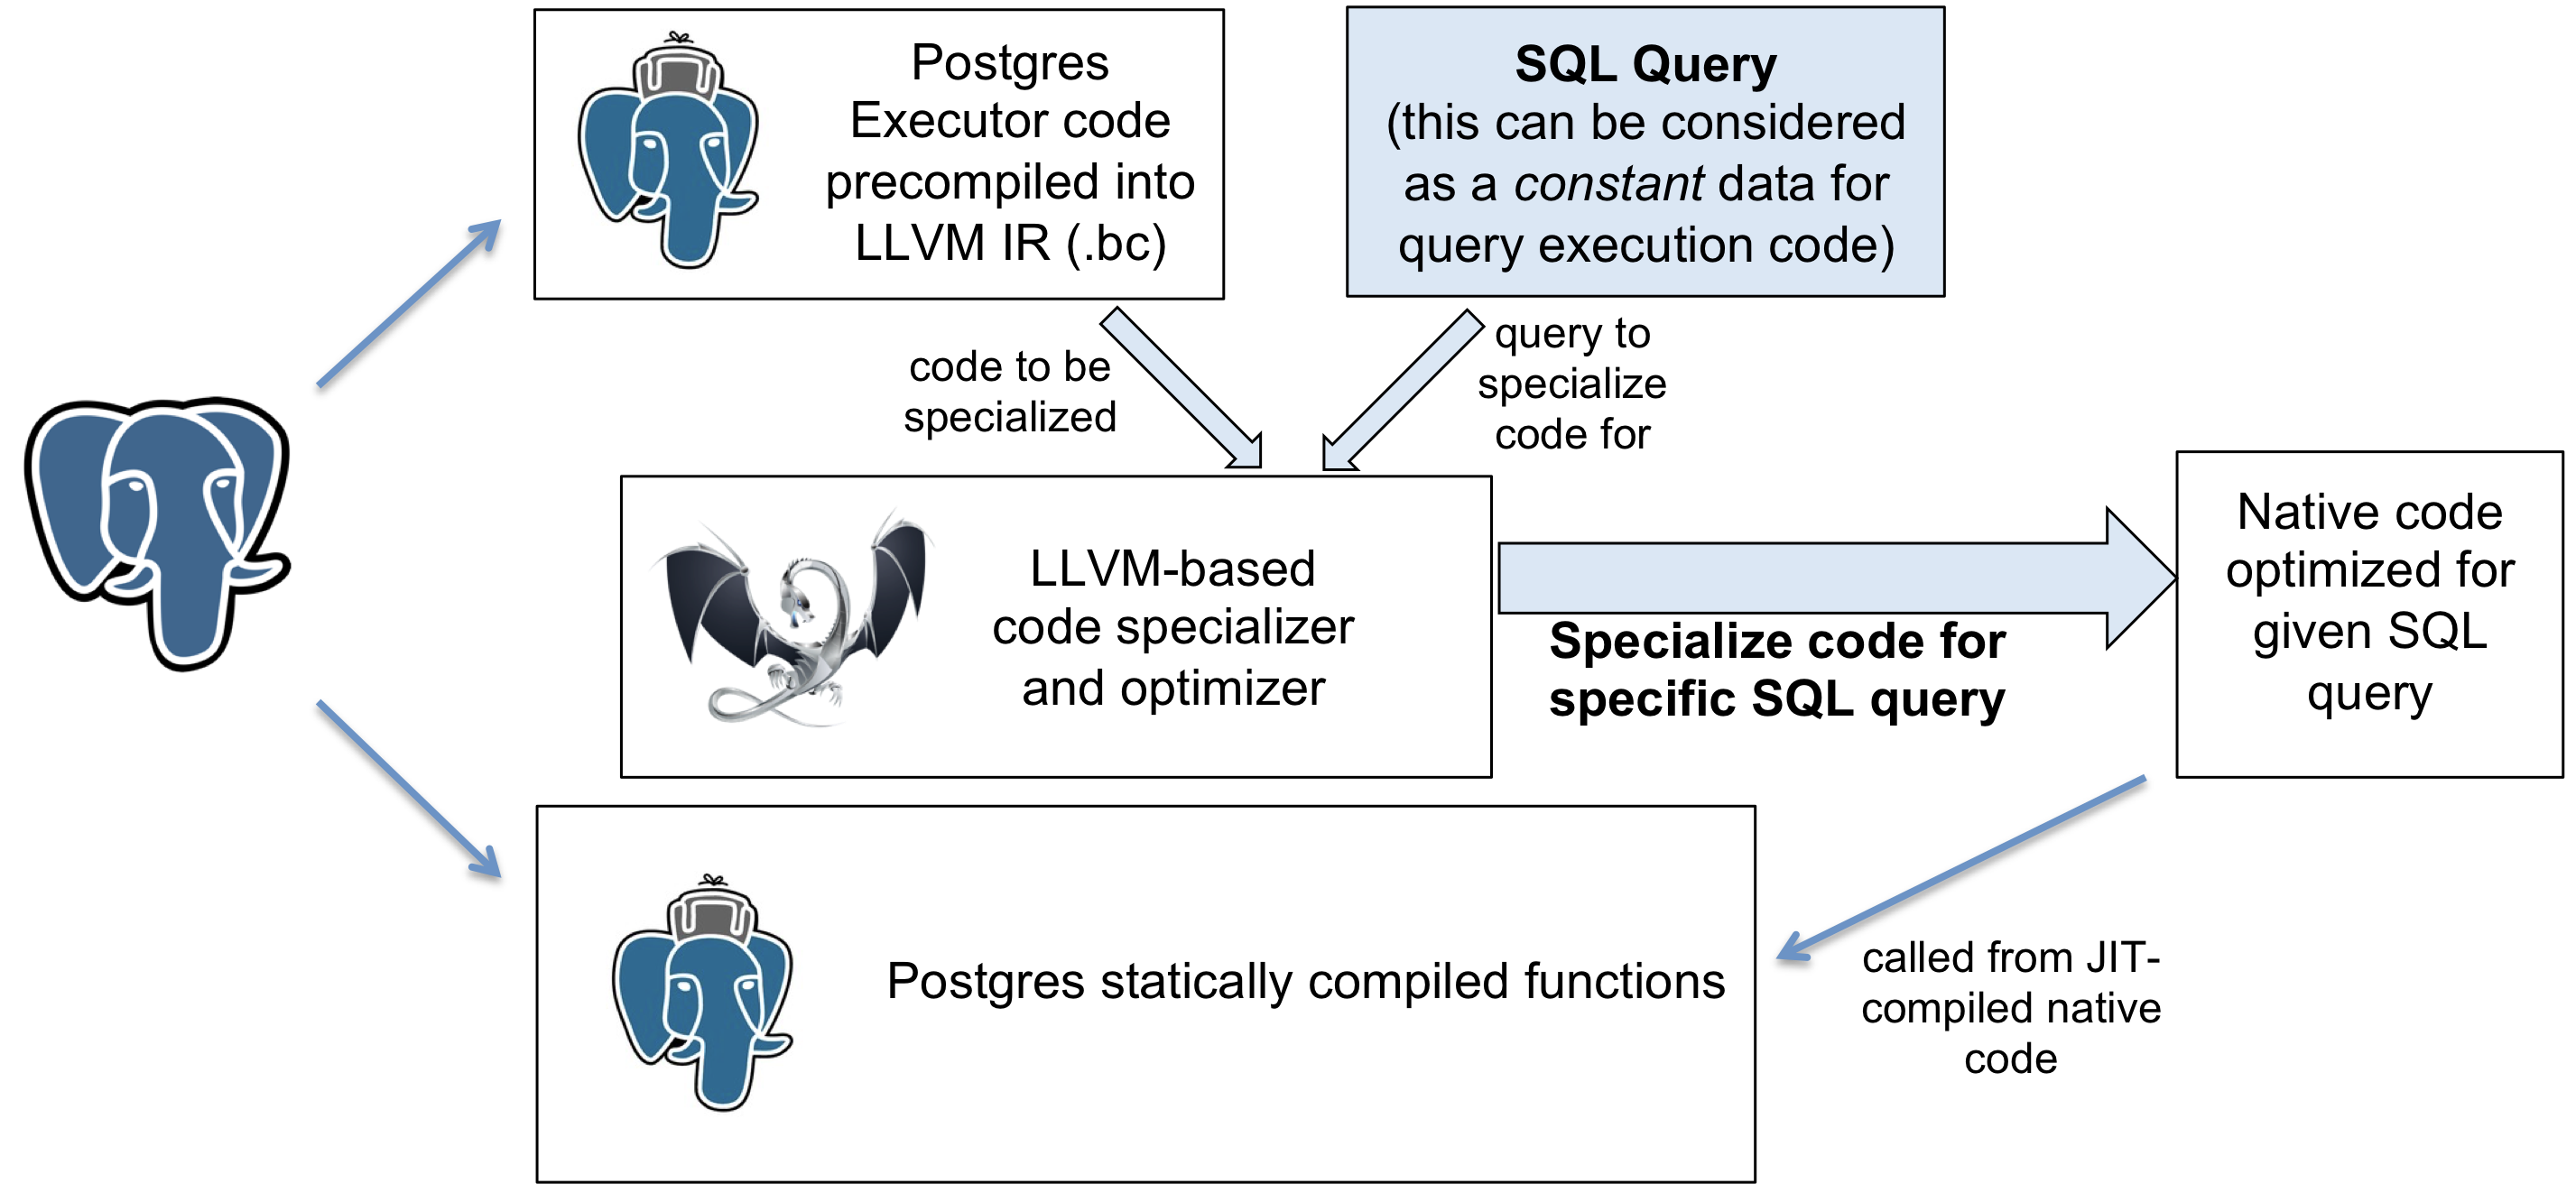 Postgres
Executor code
precompiled into
LLVM IR (.bc)
SQL Query
(this can be considered
as a constant data for
query execution code)
code to be
specialized
query to
specialize
code for
LLVM-based
code specializer
and optimizer
Specialize code for
specific SQL query
Native code
optimized for
given SQL
query
Postgres statically compiled functions
called from JIT-
compiled native
code